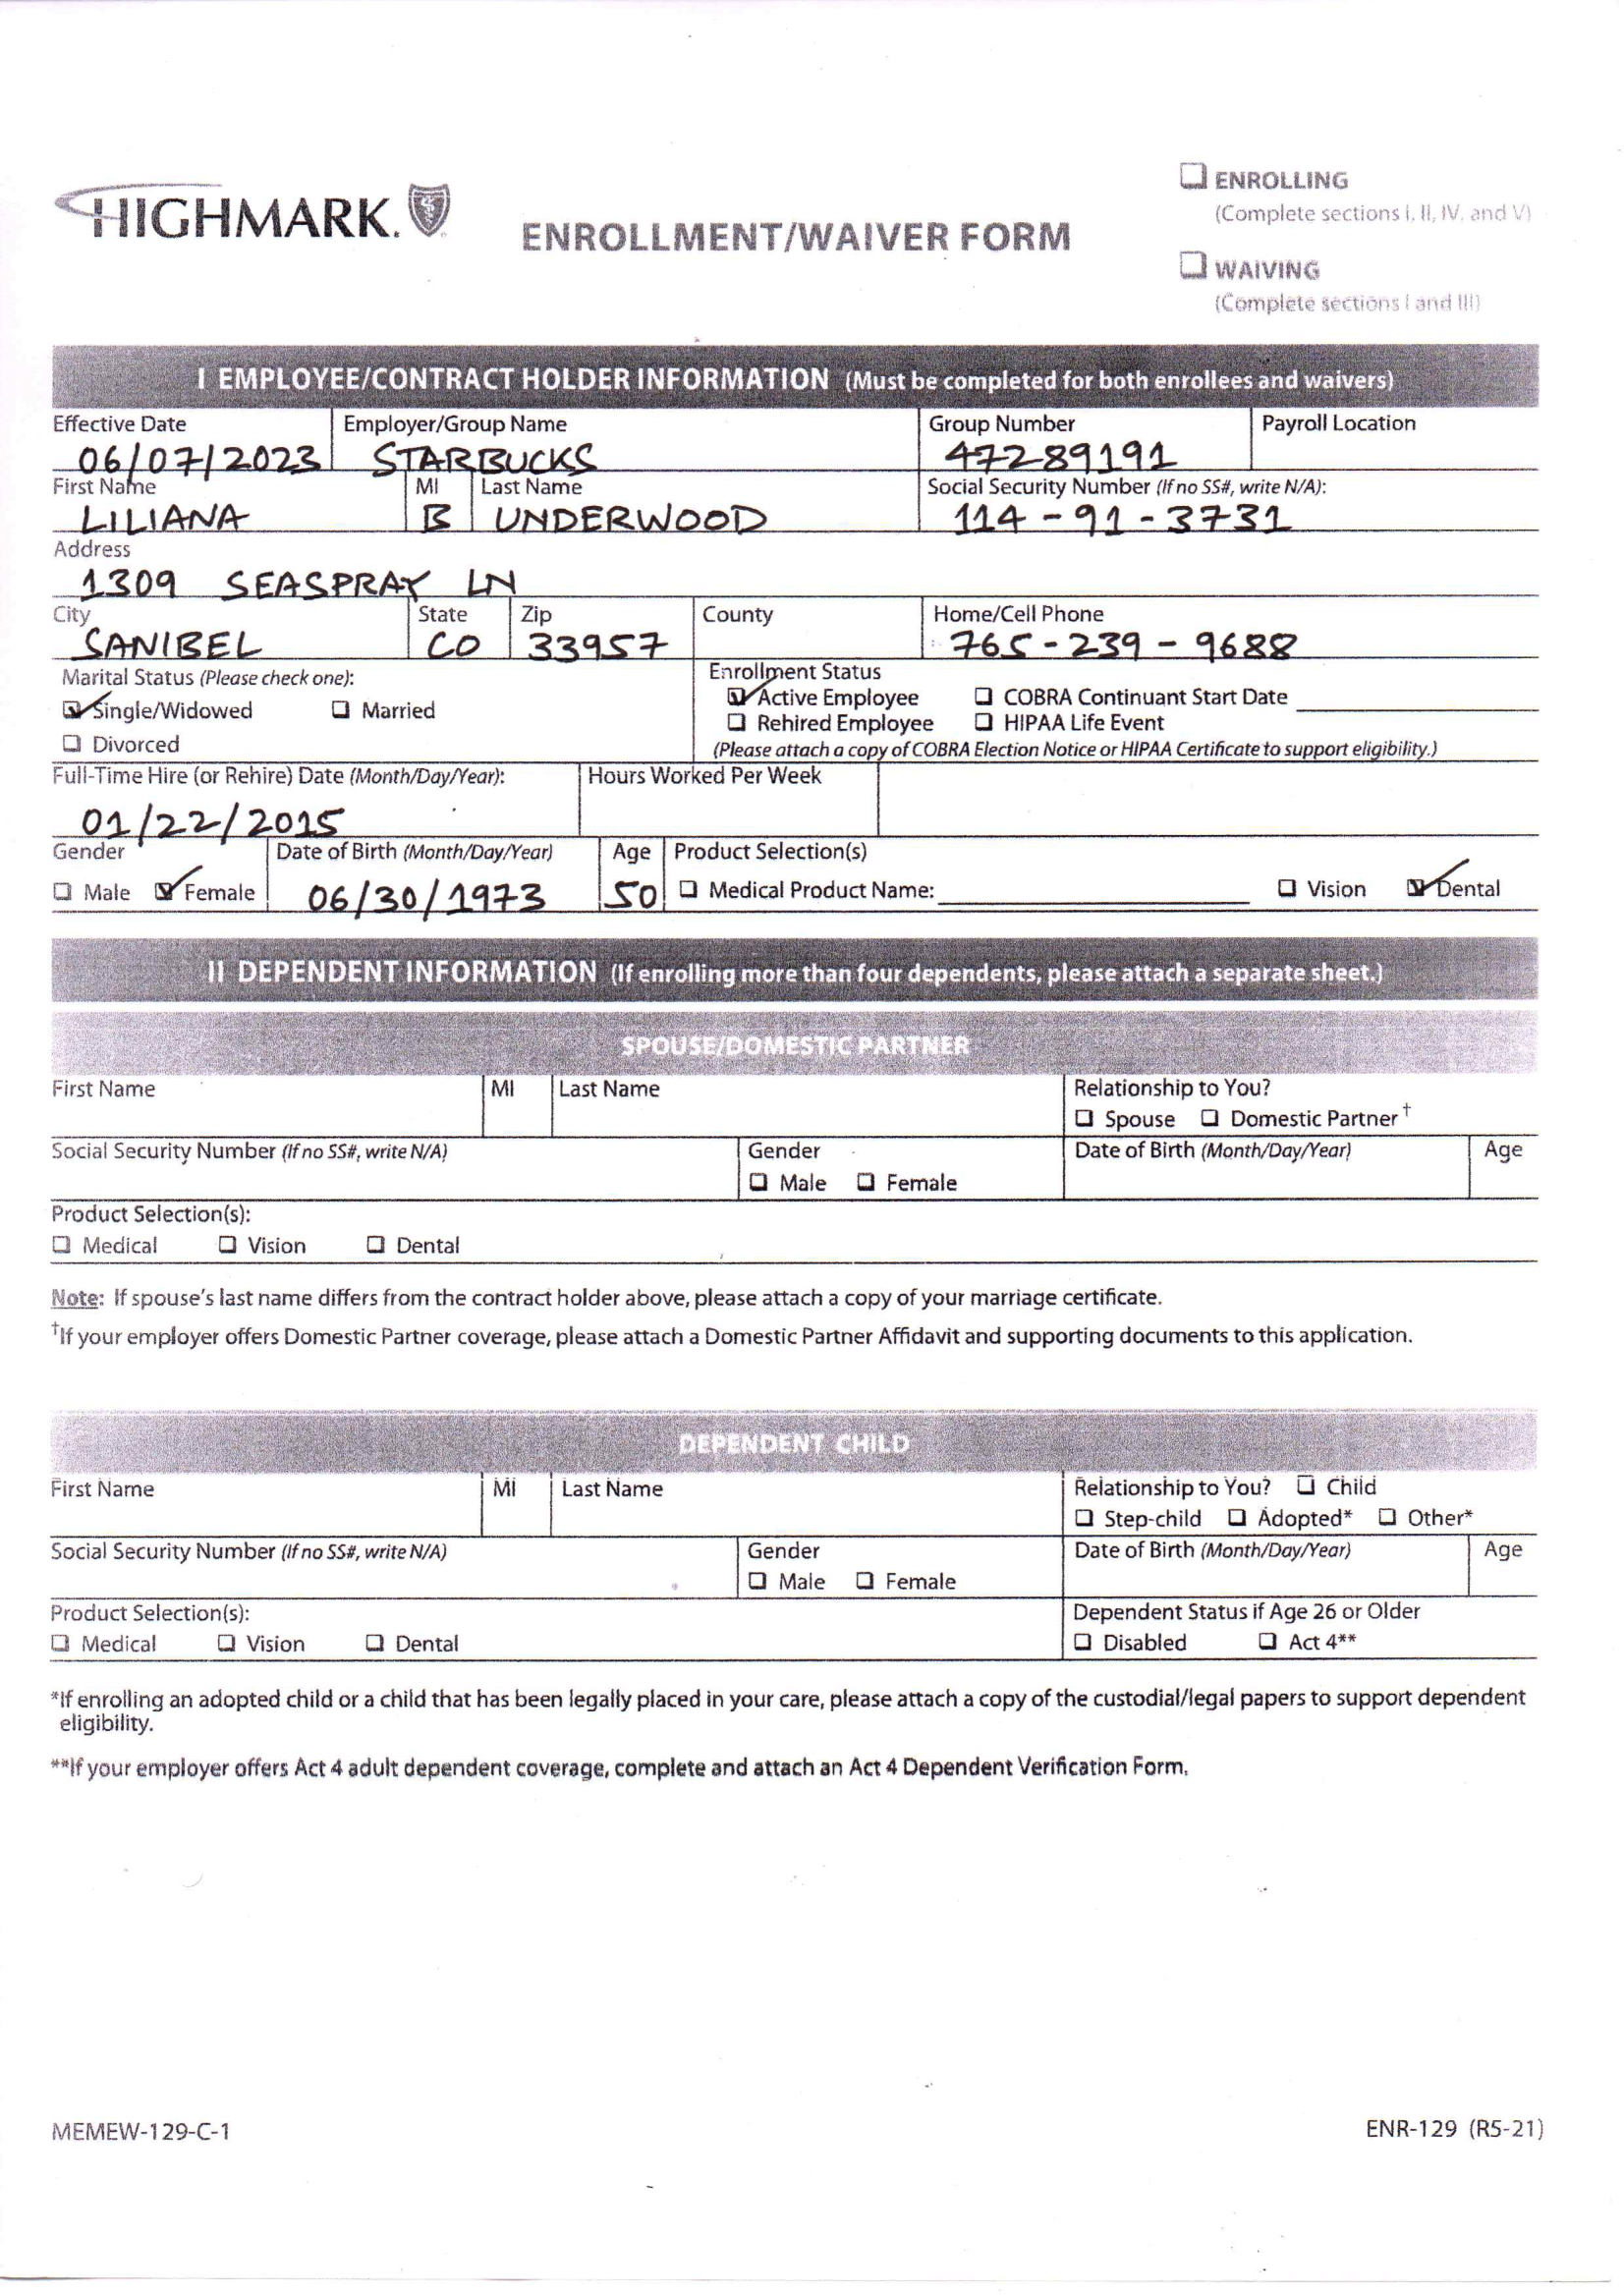 HIGHMARK.
ENROLLMENT/WAIVER FORM
❑ ENROLLING
(Complete sections I, II, IV, and V)
❑ WAIVING
(Complete sections I and III)
I EMPLOYEE/CONTRACT HOLDER INFORMATION (Must be completed for both enrollees and waivers)
Effective Date Employer/Group Name Group Number Payroll Location
06/07/2023 STARBUCKS 47289191
First Name MI Last Name Social Security Number (If no SS#, write N/A):
LILIANA B UNDERWOOD 114-91-3731
Address
1309 SEASPRAY LN
City State Zip County Home/Cell Phone
SANIBEL CO 33957 765-239-9688
Marital Status (Please check one): Enrollment Status
☑ Single/Widowed ❑ Married ☑ Active Employee ❑ COBRA Continuant Start Date
❑ Rehired Employee ❑ HIPAA Life Event
❑ Divorced (Please attach a copy of COBRA Election Notice or HIPAA Certificate to support eligibility.)
Full-Time Hire (or Rehire) Date (Month/Day/Year): Hours Worked Per Week
01/22/2015
Gender Date of Birth (Month/Day/Year) Age Product Selection(s)
❑ Male ☑ Female 06/30/1973 50 ❑ Medical Product Name: ❑ Vision ☑ Dental
II DEPENDENT INFORMATION (If enrolling more than four dependents, please attach a separate sheet.)
SPOUSE/DOMESTIC PARTNER
First Name MI Last Name Relationship to You?
❑ Spouse ❑ Domestic Partner†
Social Security Number (If no SS#, write N/A) Gender Date of Birth (Month/Day/Year) Age
❑ Male ❑ Female
Product Selection(s):
❑ Medical ❑ Vision ❑ Dental
Note: If spouse's last name differs from the contract holder above, please attach a copy of your marriage certificate.
†If your employer offers Domestic Partner coverage, please attach a Domestic Partner Affidavit and supporting documents to this application.
DEPENDENT CHILD
First Name MI Last Name Relationship to You? ❑ Child
❑ Step-child ❑ Adopted* ❑ Other*
Social Security Number (If no SS#, write N/A) Gender Date of Birth (Month/Day/Year) Age
❑ Male ❑ Female
Product Selection(s): Dependent Status if Age 26 or Older
❑ Medical ❑ Vision ❑ Dental ❑ Disabled ❑ Act 4**
*If enrolling an adopted child or a child that has been legally placed in your care, please attach a copy of the custodial/legal papers to support dependent
eligibility.
**If your employer offers Act 4 adult dependent coverage, complete and attach an Act 4 Dependent Verification Form.
MEMEW-129-C-1 ENR-129 (R5-21)